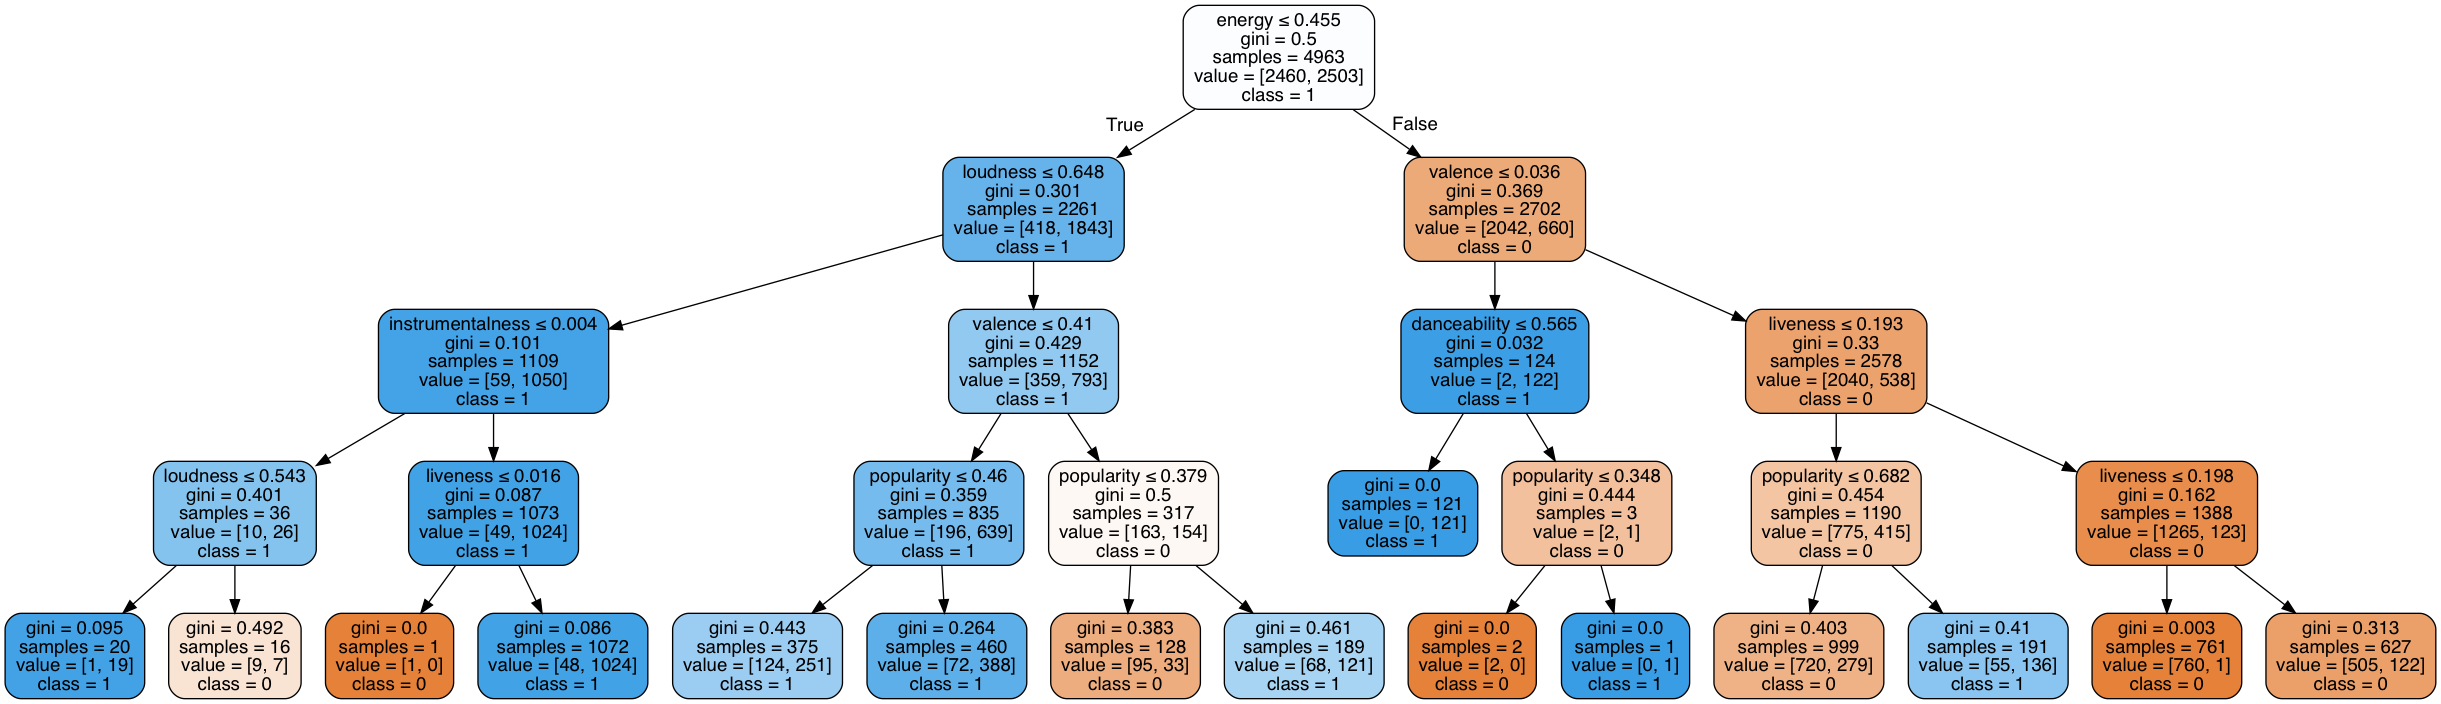 energy ≤ 0.455
gini = 0.5
samples = 4963
value = [2460, 2503]
class = 1
True
False
loudness ≤ 0.648
gini = 0.301
samples = 2261
value = [418, 1843]
class = 1
valence ≤ 0.036
gini = 0.369
samples = 2702
value = [2042, 660]
class = 0
instrumentalness ≤ 0.004
gini = 0.101
samples = 1109
value = [59, 1050]
class = 1
valence ≤ 0.41
gini = 0.429
samples = 1152
value = [359, 793]
class = 1
danceability ≤ 0.565
gini = 0.032
samples = 124
value = [2, 122]
class = 1
liveness ≤ 0.193
gini = 0.33
samples = 2578
value = [2040, 538]
class = 0
loudness ≤ 0.543
gini = 0.401
samples = 36
value = [10, 26]
class = 1
liveness ≤ 0.016
gini = 0.087
samples = 1073
value = [49, 1024]
class = 1
popularity ≤ 0.46
gini = 0.359
samples = 835
value = [196, 639]
class = 1
popularity ≤ 0.379
gini = 0.5
samples = 317
value = [163, 154]
class = 0
gini = 0.0
samples = 121
value = [0, 121]
class = 1
popularity ≤ 0.348
gini = 0.444
samples = 3
value = [2, 1]
class = 0
popularity ≤ 0.682
gini = 0.454
samples = 1190
value = [775, 415]
class = 0
liveness ≤ 0.198
gini = 0.162
samples = 1388
value = [1265, 123]
class = 0
gini = 0.095
samples = 20
value = [1, 19]
class = 1
gini = 0.492
samples = 16
value = [9, 7]
class = 0
gini = 0.0
samples = 1
value = [1, 0]
class = 0
gini = 0.086
samples = 1072
value = [48, 1024]
class = 1
gini = 0.443
samples = 375
value = [124, 251]
class = 1
gini = 0.264
samples = 460
value = [72, 388]
class = 1
gini = 0.383
samples = 128
value = [95, 33]
class = 0
gini = 0.461
samples = 189
value = [68, 121]
class = 1
gini = 0.0
samples = 2
value = [2, 0]
class = 0
gini = 0.0
samples = 1
value = [0, 1]
class = 1
gini = 0.403
samples = 999
value = [720, 279]
class = 0
gini = 0.41
samples = 191
value = [55, 136]
class = 1
gini = 0.003
samples = 761
value = [760, 1]
class = 0
gini = 0.313
samples = 627
value = [505, 122]
class = 0